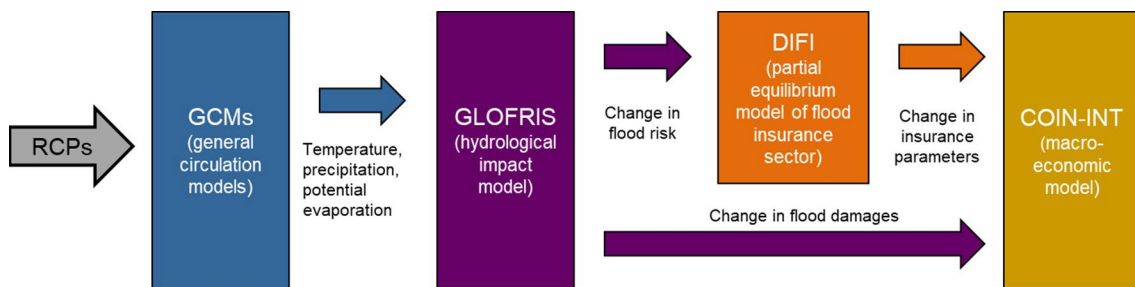 RCPs
GCMs
(general
circulation
models)
Temperature,
precipitation,
potential
evaporation
GLOFRIS
(hydrological
impact
model)
Change in
flood risk
DIFI
(partial
equilibrium
model of flood
insurance
sector)
Change in
insurance
parameters
Change in flood damages
COIN-INT
(macro-
economic
model)